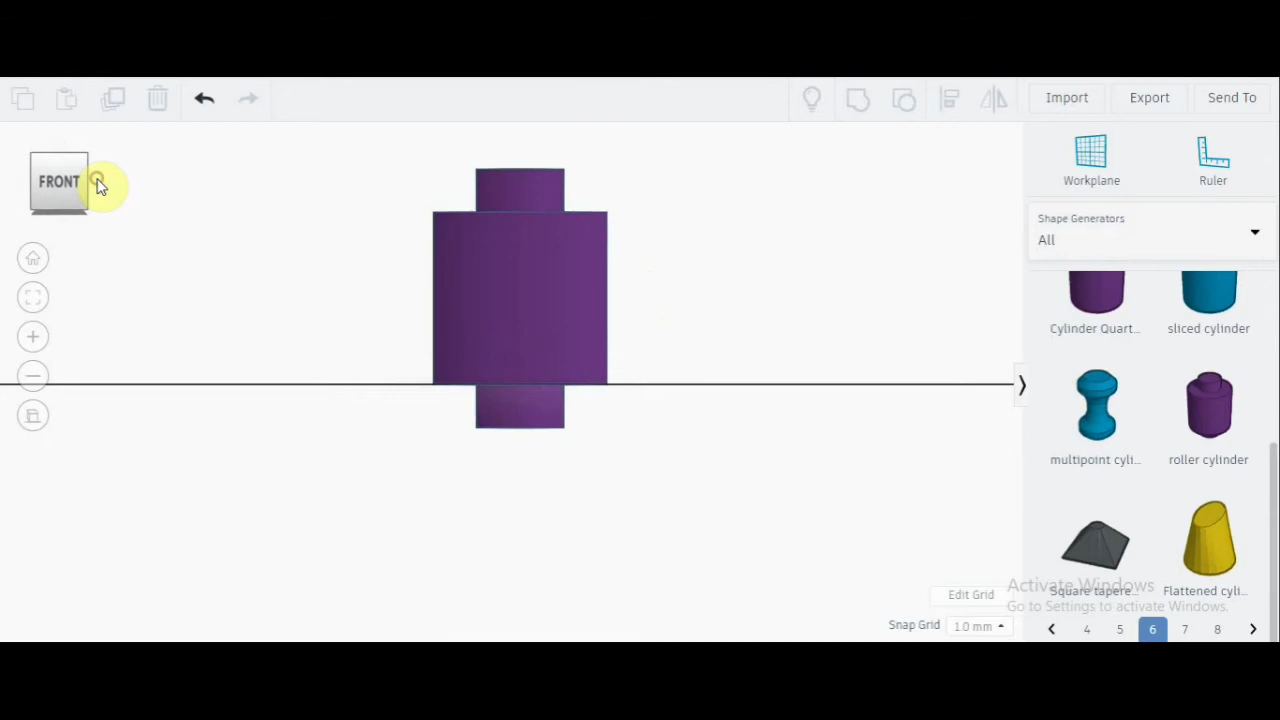 Import Export Send To
FRONT
Workplane Ruler
Shape Generators
All
Cylinder Quart... sliced cylinder
multipoint cyli... roller cylinder
Square tapere... Flattened cyli...
Activate Windows
Go to Settings to activate Windows.
Edit Grid
Snap Grid 1.0 mm
4 5 6 7 8